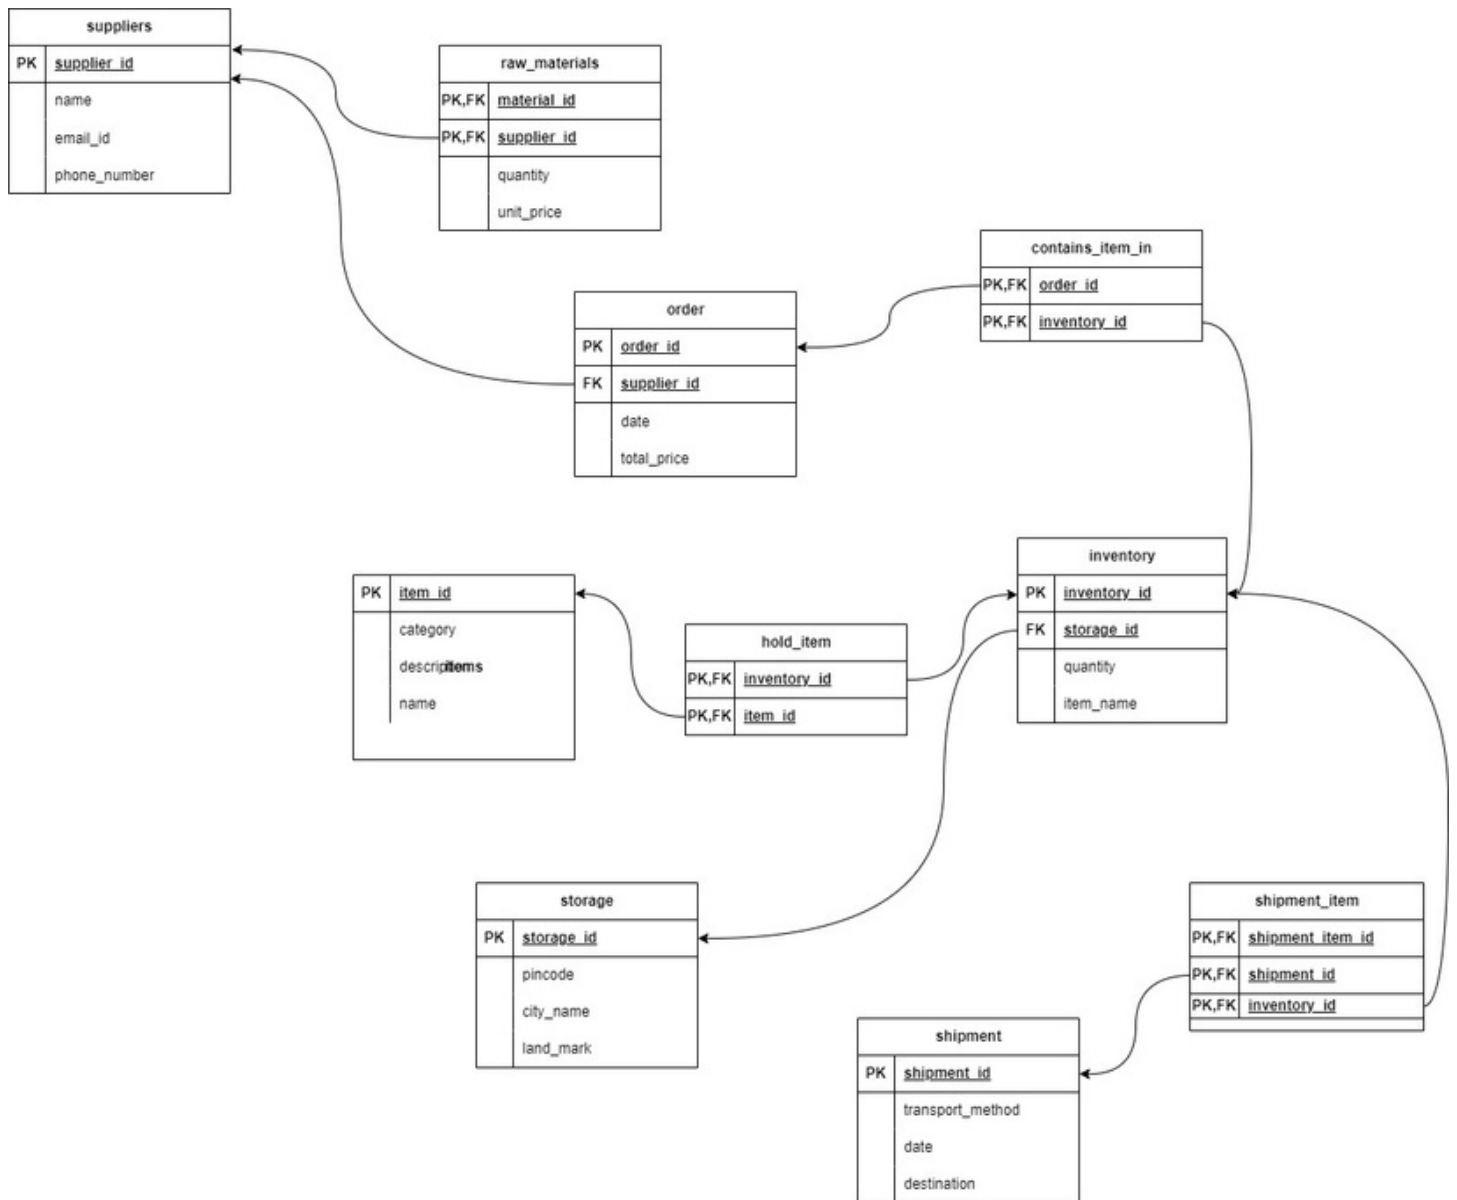 suppliers
PK supplier_id
name
email_id
phone_number
raw_materials
PK,FK material_id
PK,FK supplier_id
quantity
unit_price
contains_item_in
PK,FK order_id
PK,FK inventory_id
order
PK order_id
FK supplier_id
date
total_price
inventory
PK inventory_id
FK storage_id
quantity
item_name
PK item_id
category
items
name
hold_item
PK,FK inventory_id
PK,FK item_id
storage
PK storage_id
pincode
city_name
land_mark
shipment_item
PK,FK shipment_item_id
PK,FK shipment_id
PK,FK inventory_id
shipment
PK shipment_id
transport_method
date
destination